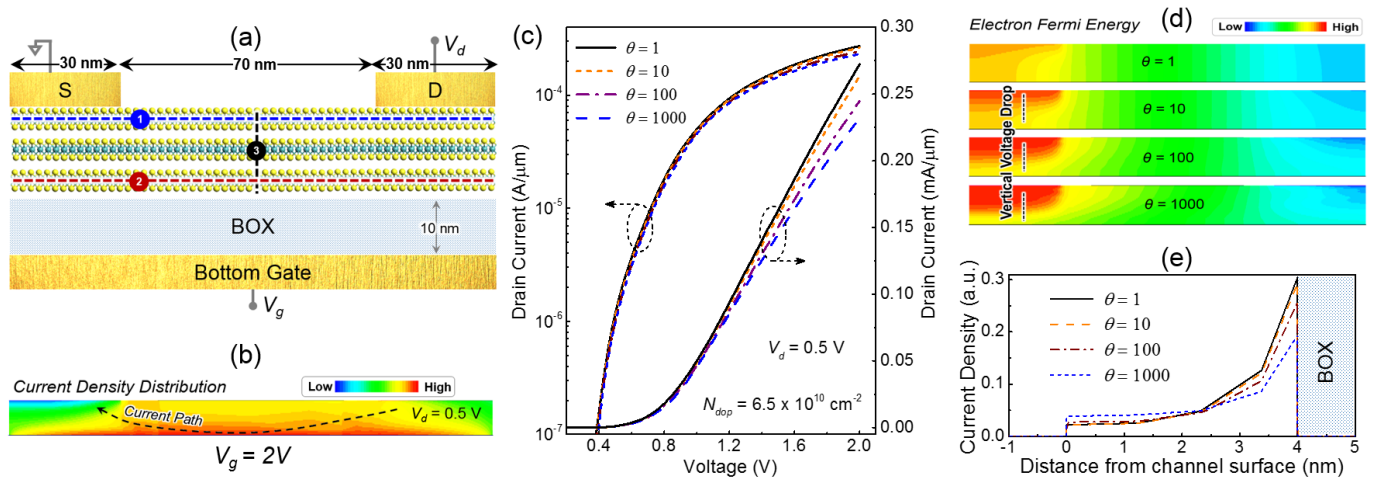 (a)
V_d
30 nm
70 nm
30 nm
S
D
1
3
2
BOX
10 nm
Bottom Gate
V_g
(b)
Current Density Distribution
Low
High
Current Path
V_d = 0.5 V
V_g = 2V
(c)
θ = 1
θ = 10
θ = 100
θ = 1000
V_d = 0.5 V
N_dop = 6.5 x 10^10 cm^-2
Drain Current (A/μm)
10^-4
10^-5
10^-6
10^-7
0.4
0.8
1.2
1.6
2.0
Voltage (V)
0.30
0.25
0.20
0.15
0.10
0.05
0.00
Drain Current (mA/μm)
(d)
Electron Fermi Energy
Low
High
θ = 1
θ = 10
θ = 100
θ = 1000
Vertical Voltage Drop
(e)
Current Density (a.u.)
0.3
0.2
0.1
0.0
θ = 1
θ = 10
θ = 100
θ = 1000
BOX
-1
0
1
2
3
4
5
Distance from channel surface (nm)